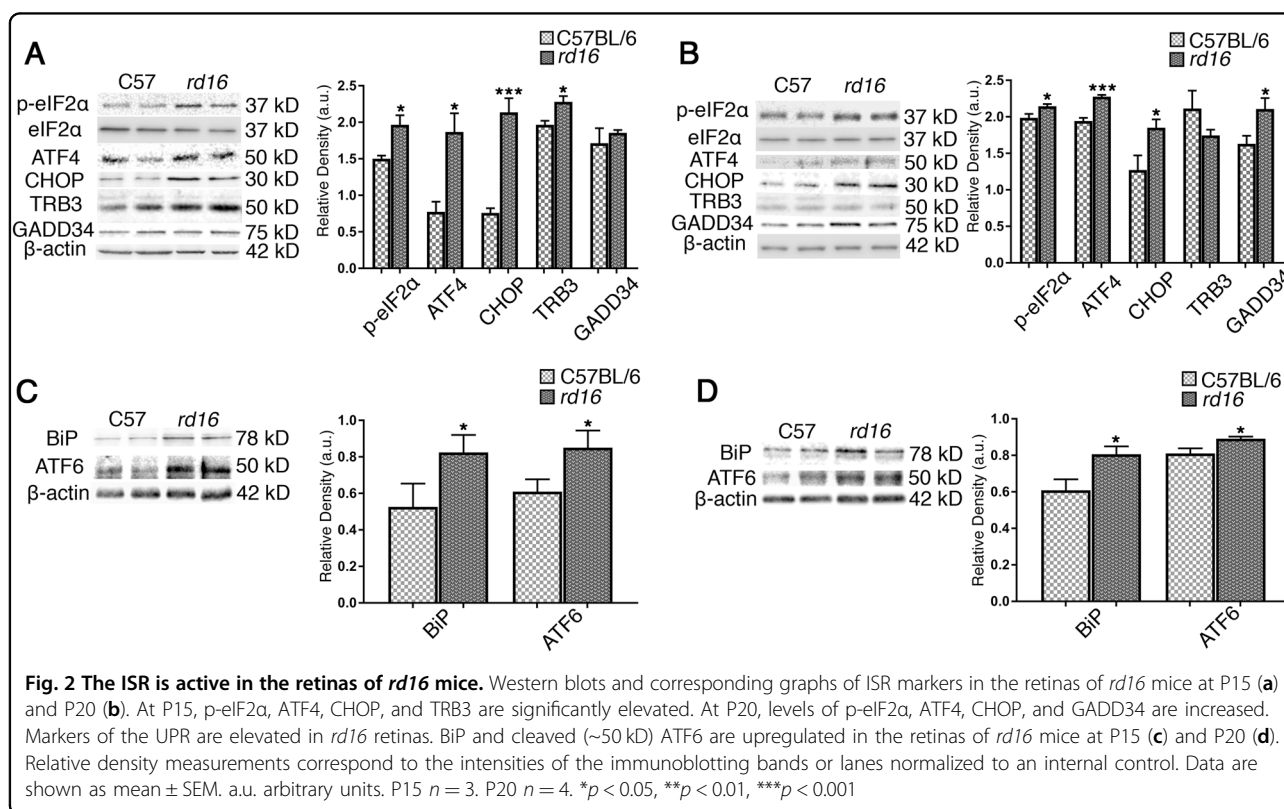 A
C57BL/6
rd16
C57 rd16
p-eIF2α 37 kD
eIF2α 37 kD
ATF4 50 kD
CHOP 30 kD
TRB3 50 kD
GADD34 75 kD
β-actin 42 kD
Relative Density (a.u.)
2.5
2.0
1.5
1.0
0.5
0.0
* * *** *
p-eIF2α ATF4 CHOP TRB3 GADD34
B
C57BL/6
rd16
C57 rd16
p-eIF2α 37 kD
eIF2α 37 kD
ATF4 50 kD
CHOP 30 kD
TRB3 50 kD
GADD34 75 kD
β-actin 42 kD
Relative Density (a.u.)
2.5
2.0
1.5
1.0
0.5
0.0
* *** * *
p-eIF2α ATF4 CHOP TRB3 GADD34
C
C57BL/6
rd16
C57 rd16
BiP 78 kD
ATF6 50 kD
β-actin 42 kD
Relative Density (a.u.)
1.0
0.8
0.6
0.4
0.2
0.0
* *
BiP ATF6
D
C57BL/6
rd16
C57 rd16
BiP 78 kD
ATF6 50 kD
β-actin 42 kD
Relative Density (a.u.)
1.0
0.8
0.6
0.4
0.2
0.0
* *
BiP ATF6
Fig. 2 The ISR is active in the retinas of rd16 mice. Western blots and corresponding graphs of ISR markers in the retinas of rd16 mice at P15 (a)
and P20 (b). At P15, p-eIF2α, ATF4, CHOP, and TRB3 are significantly elevated. At P20, levels of p-eIF2α, ATF4, CHOP, and GADD34 are increased.
Markers of the UPR are elevated in rd16 retinas. BiP and cleaved (~50 kD) ATF6 are upregulated in the retinas of rd16 mice at P15 (c) and P20 (d).
Relative density measurements correspond to the intensities of the immunoblotting bands or lanes normalized to an internal control. Data are
shown as mean ± SEM. a.u. arbitrary units. P15 n = 3. P20 n = 4. *p < 0.05, **p < 0.01, ***p < 0.001